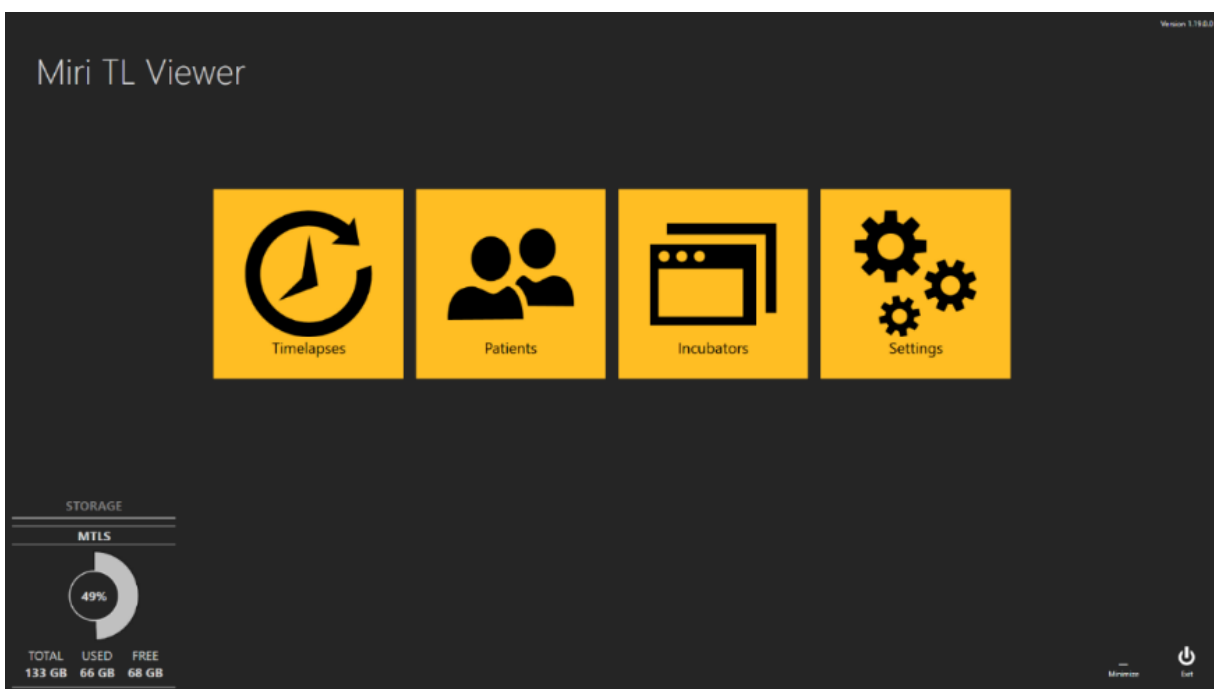 Version 1.19.0.0
Miri TL Viewer
Timelapses
Patients
Incubators
Settings
STORAGE
MTLS
49%
TOTAL USED FREE
133 GB 66 GB 68 GB
Minimize
Exit